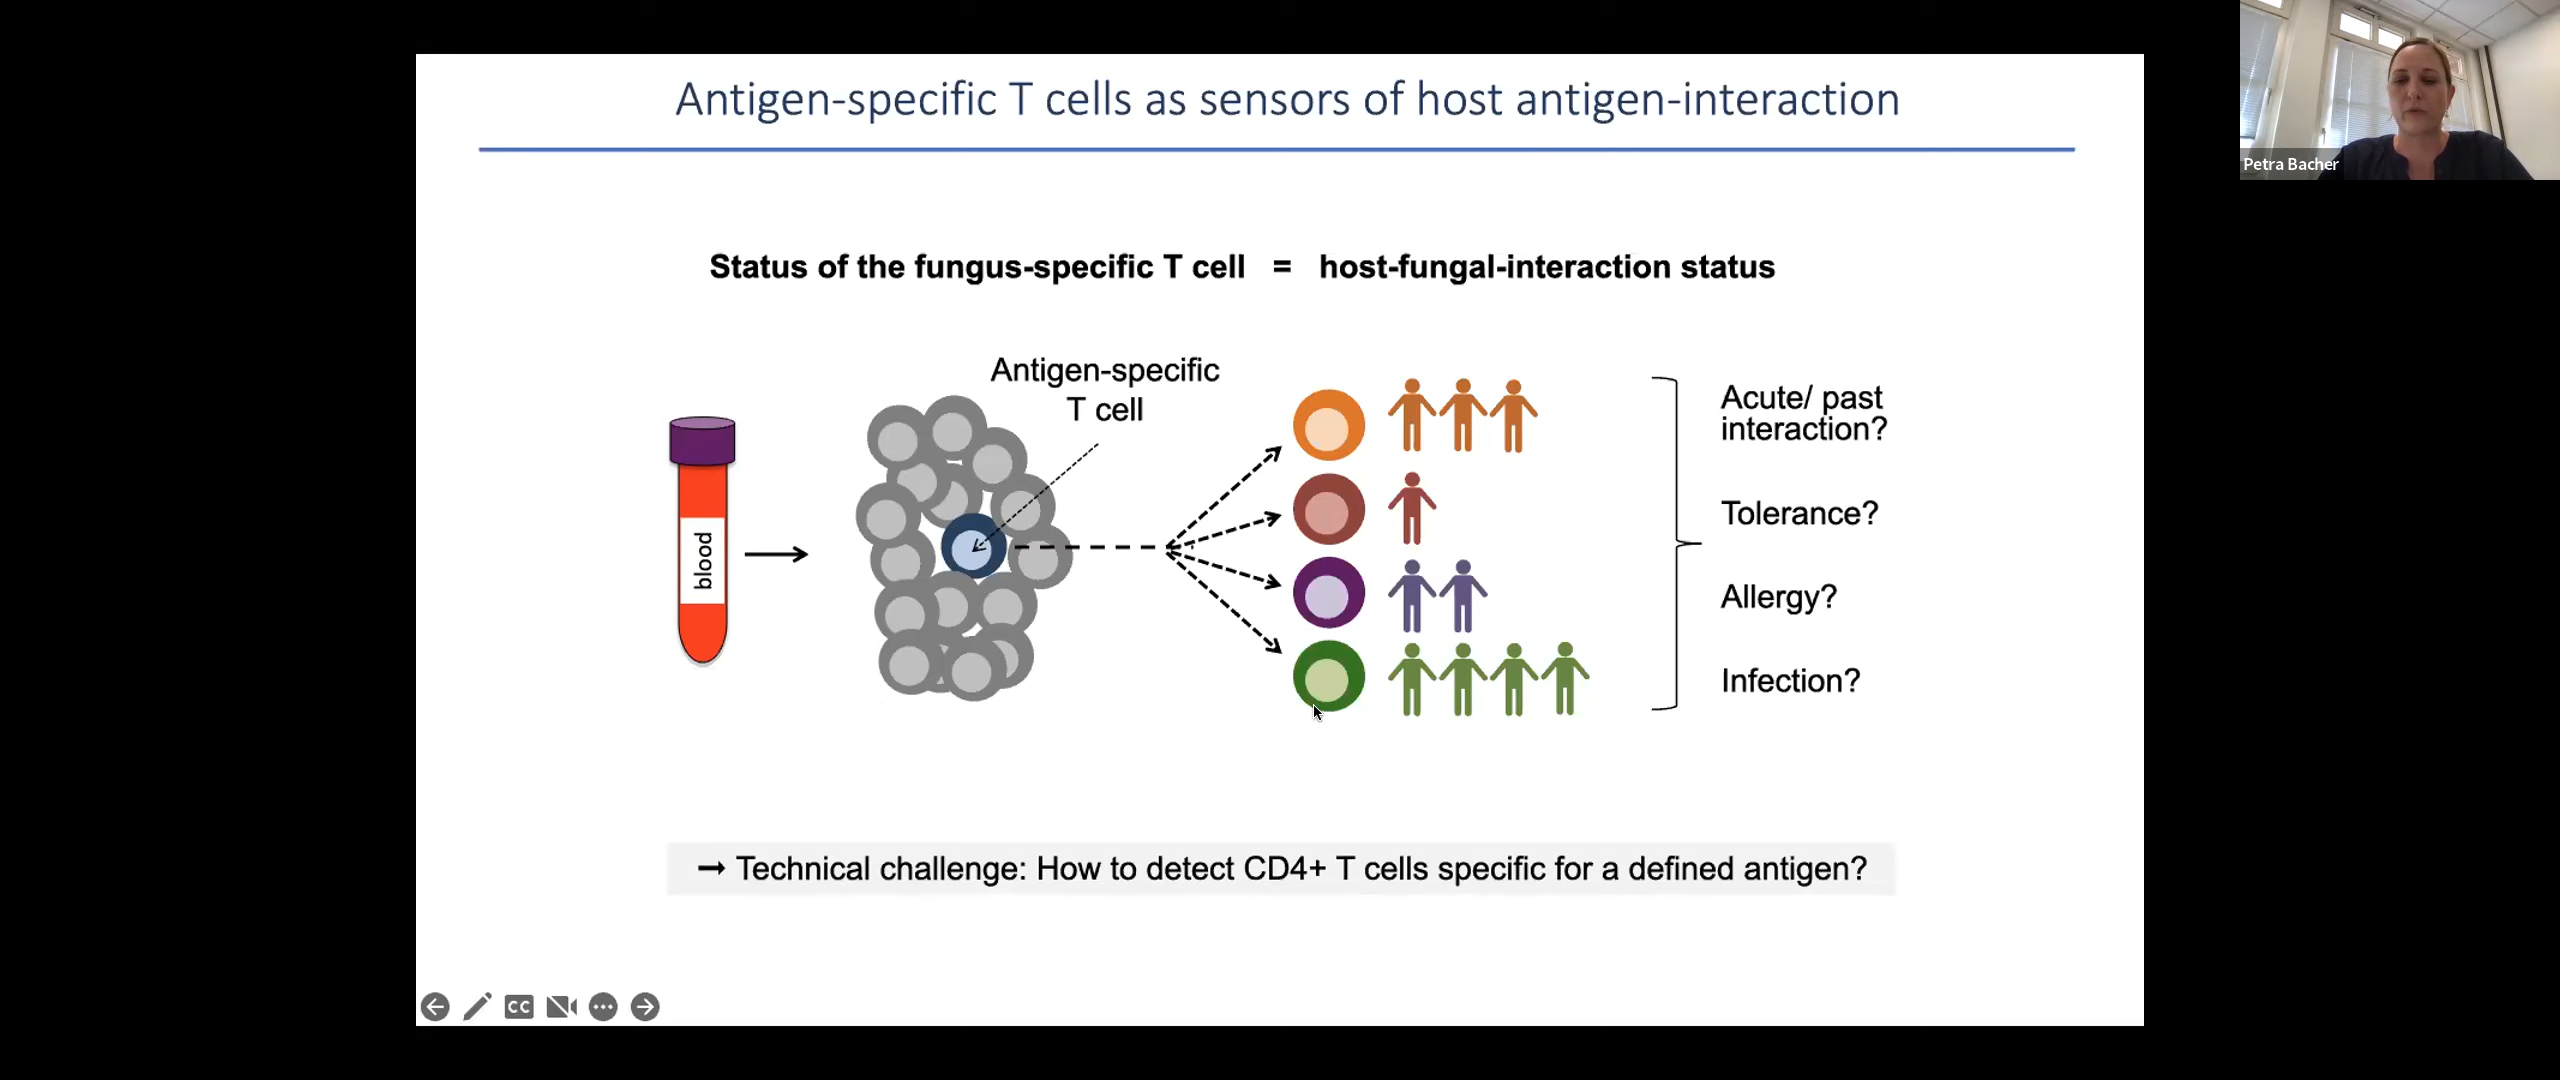 Antigen-specific T cells as sensors of host antigen-interaction
Petra Bacher
Status of the fungus-specific T cell = host-fungal-interaction status
Antigen-specific
T cell
blood
Acute/ past
interaction?
Tolerance?
Allergy?
Infection?
→ Technical challenge: How to detect CD4+ T cells specific for a defined antigen?
CC